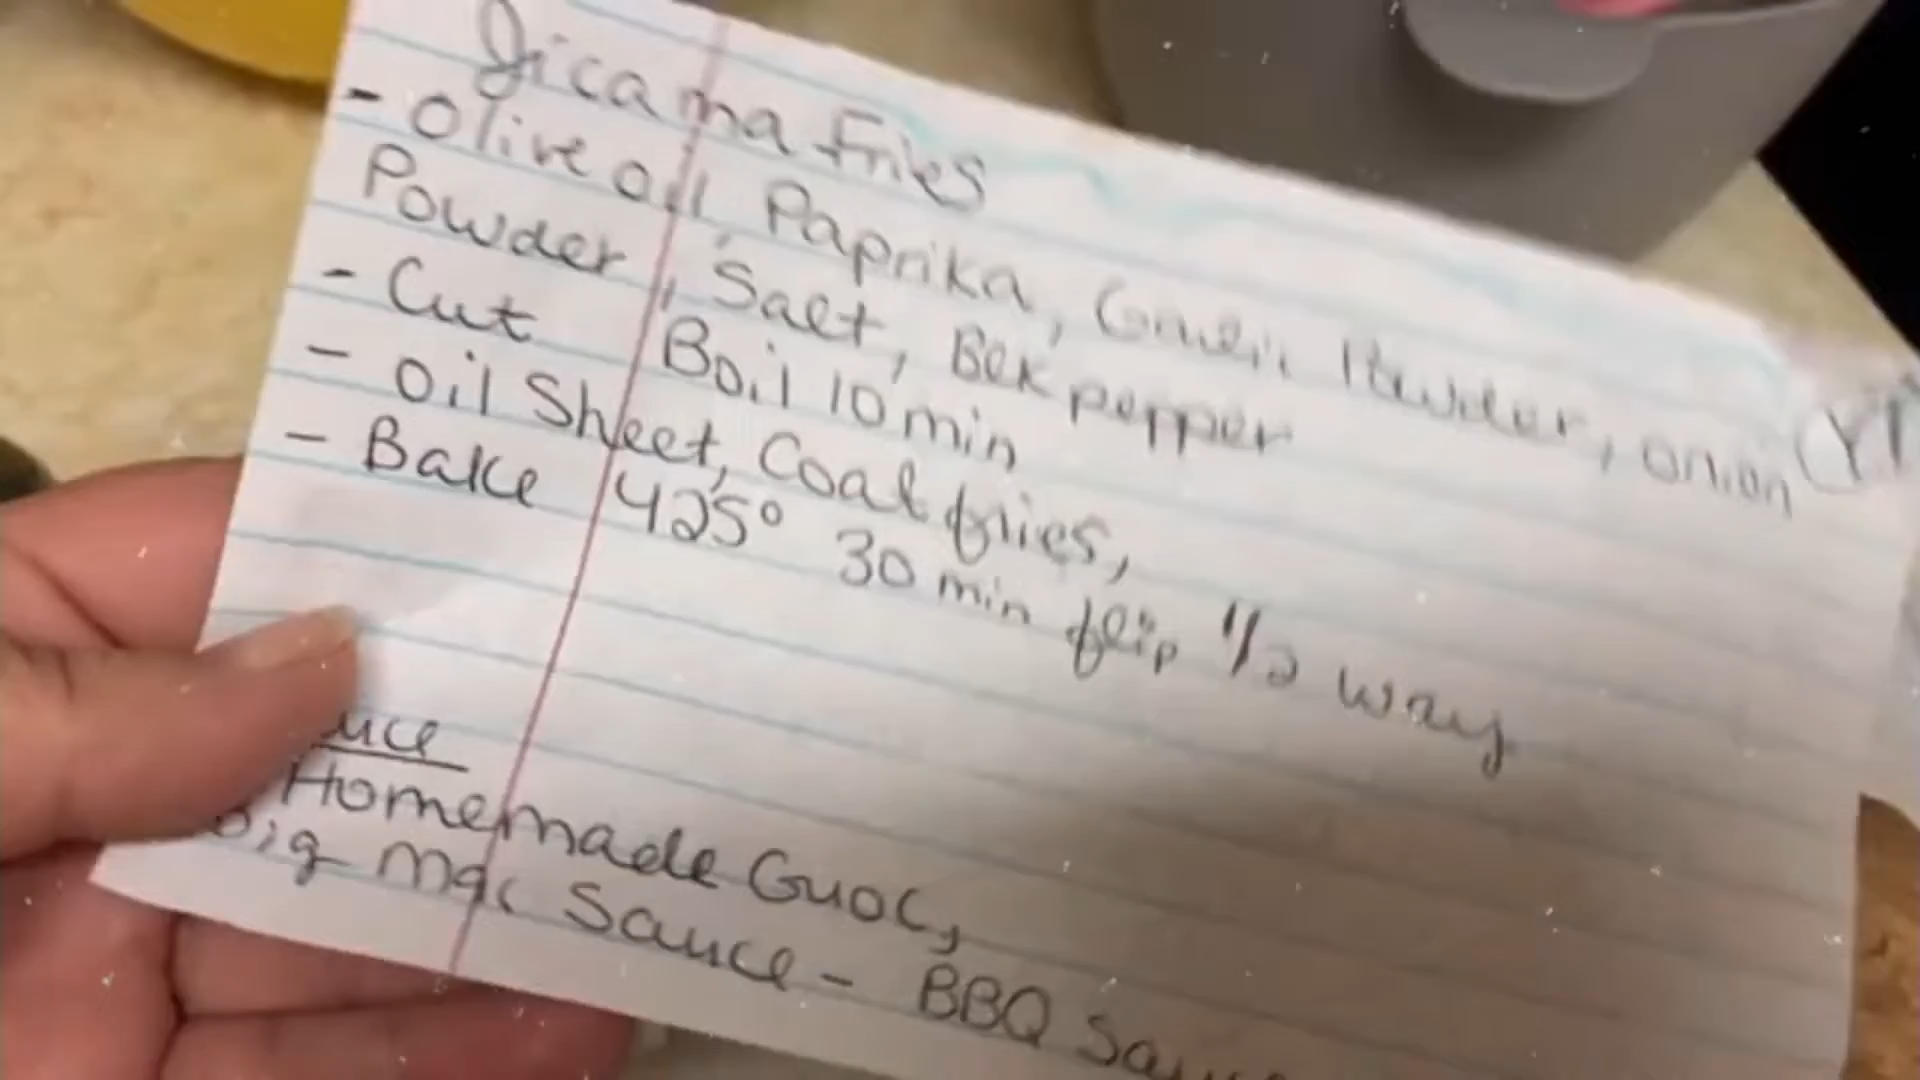 Jicama Fries
- Olive oil, Paprika, Garlic Powder, onion
Powder, Salt, Blk pepper
- Cut Boil 10 min
- Oil Sheet, Coat fries,
- Bake 425° 30 min flip 1/2 way
Homemade Guac,
Big Mac Sauce - BBQ